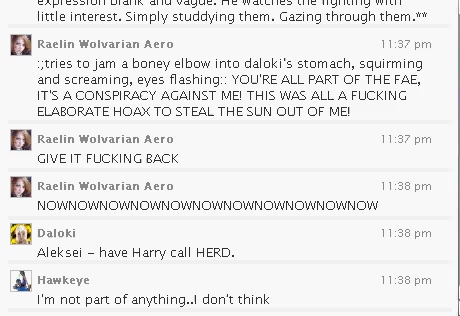 expression blank and vague. He watches the fighting with
little interest. Simply studdying them. Gazing through them.**
Raelin Wolvarian Aero 11:37 pm
:;tries to jam a boney elbow into daloki's stomach, squirming
and screaming, eyes flashing:: YOU'RE ALL PART OF THE FAE,
IT'S A CONSPIRACY AGAINST ME! THIS WAS ALL A FUCKING
ELABORATE HOAX TO STEAL THE SUN OUT OF ME!
Raelin Wolvarian Aero 11:37 pm
GIVE IT FUCKING BACK
Raelin Wolvarian Aero 11:38 pm
NOWNOWNOWNOWNOWNOWNOWNOWNOWNOWNOW
Daloki 11:38 pm
Aleksei – have Harry call HERD.
Hawkeye 11:38 pm
I'm not part of anything..I don't think